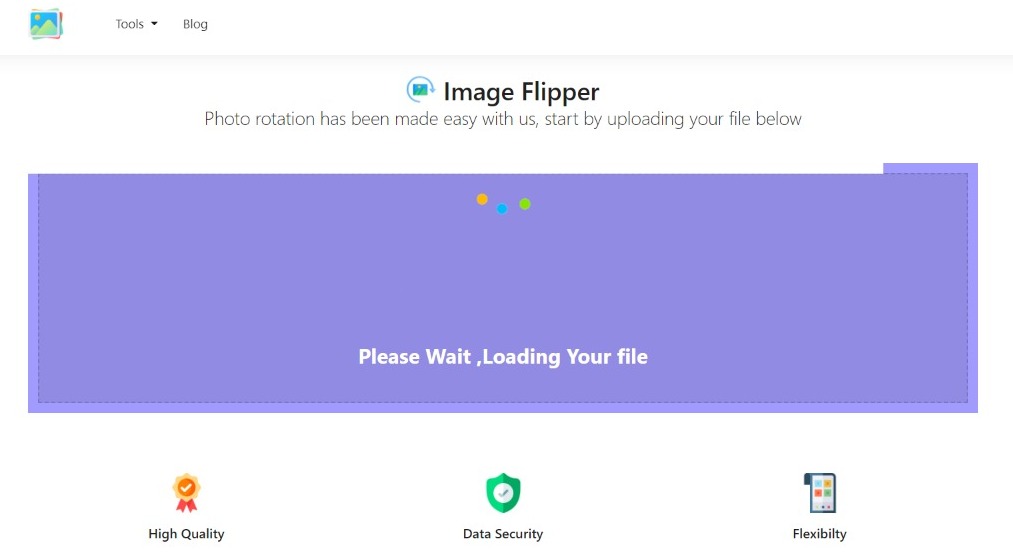 Tools
Blog
Image Flipper
Photo rotation has been made easy with us, start by uploading your file below
Please Wait ,Loading Your file
High Quality
Data Security
Flexibilty